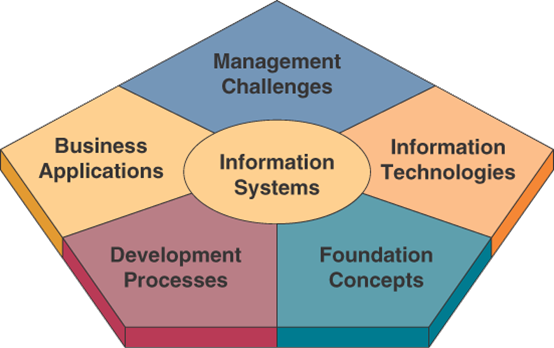 Management
Challenges
Business
Applications
Information
Systems
Information
Technologies
Development
Processes
Foundation
Concepts